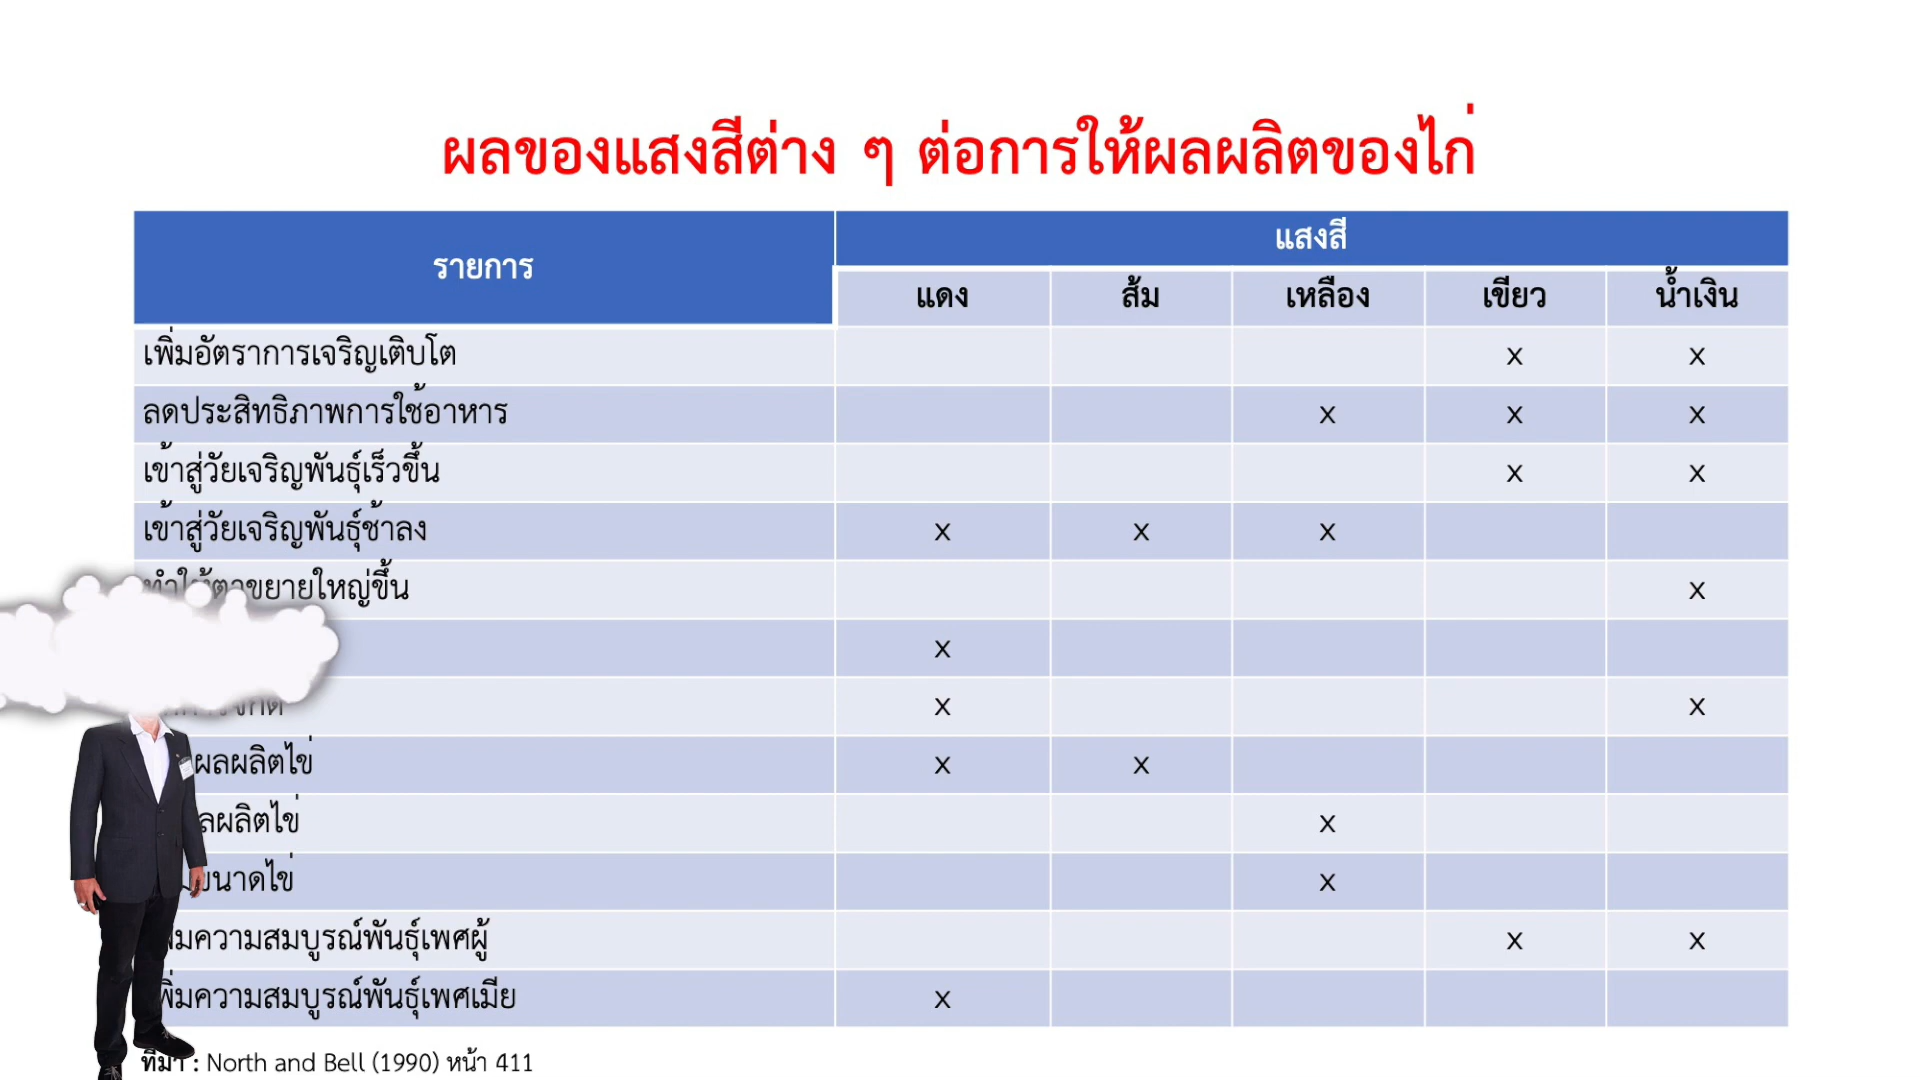 ผลของแสงสีต่าง ๆ ต่อการให้ผลผลิตของไก่
รายการ แสงสี
แดง ส้ม เหลือง เขียว น้ำเงิน
เพิ่มอัตราการเจริญเติบโต x x
ลดประสิทธิภาพการใช้อาหาร x x x
เข้าสู่วัยเจริญพันธุ์เร็วขึ้น x x
เข้าสู่วัยเจริญพันธุ์ช้าลง x x x
ทำให้ตาขยายใหญ่ขึ้น x
x
x x
ผลผลิตไข่ x x
ผลิตไข่ x
ขนาดไข่ x
เพิ่มความสมบูรณ์พันธุ์เพศผู้ x x
เพิ่มความสมบูรณ์พันธุ์เพศเมีย x
ที่มา : North and Bell (1990) หน้า 411